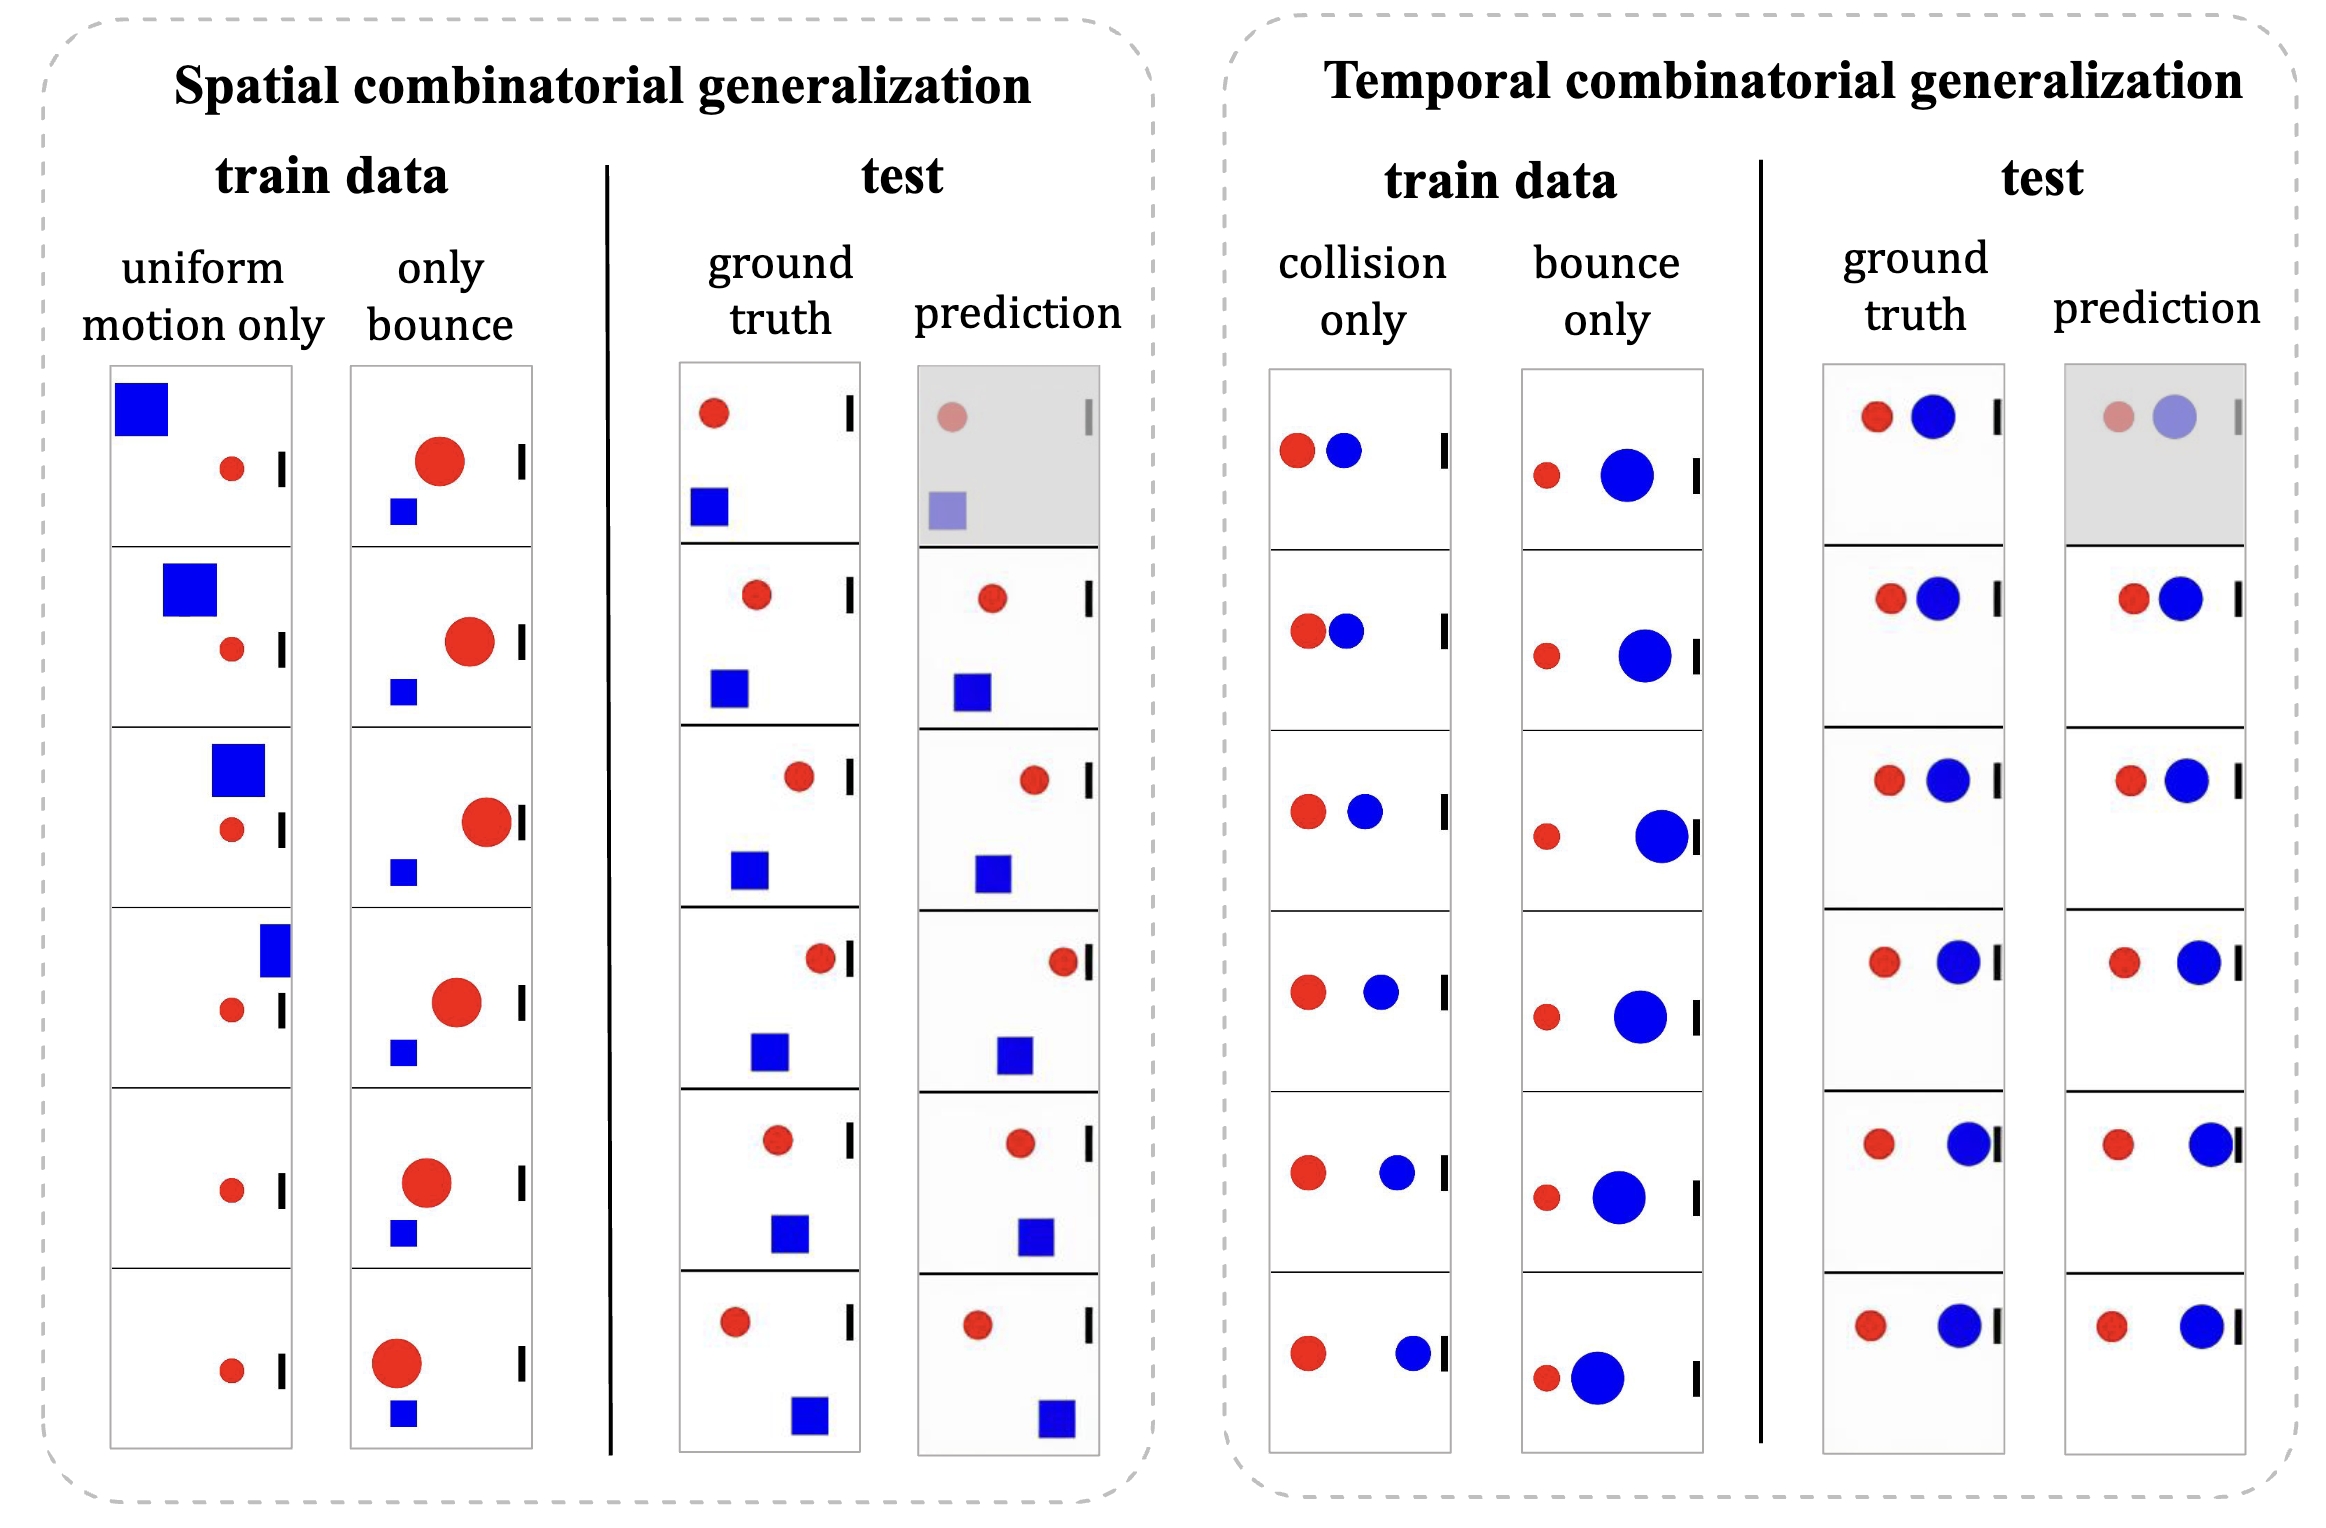 Spatial combinatorial generalization
train data
test
uniform
motion only
only
bounce
ground
truth
prediction
Temporal combinatorial generalization
train data
test
collision
only
bounce
only
ground
truth
prediction